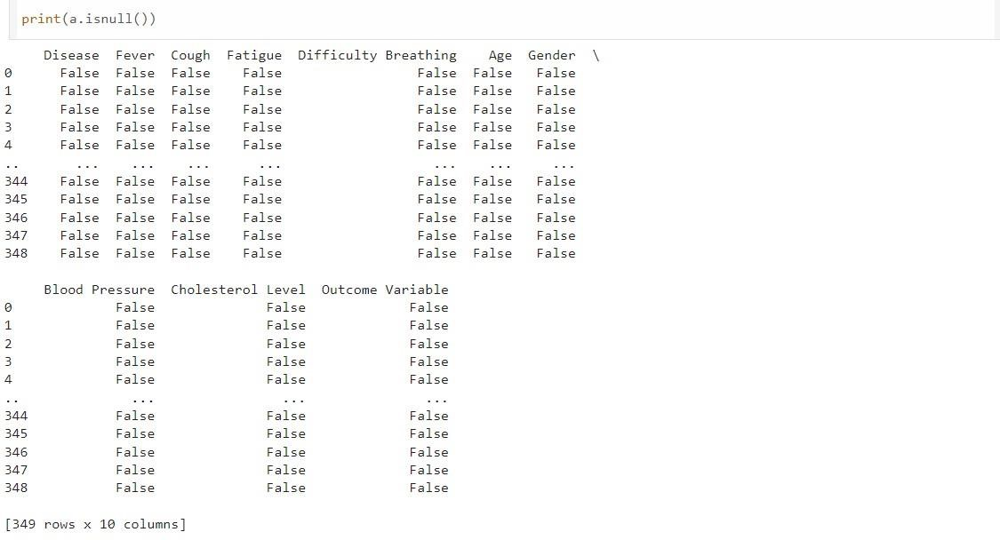 print(a.isnull())
     Disease  Fever  Cough  Fatigue  Difficulty Breathing    Age  Gender  \
0      False  False  False    False                 False  False   False
1      False  False  False    False                 False  False   False
2      False  False  False    False                 False  False   False
3      False  False  False    False                 False  False   False
4      False  False  False    False                 False  False   False
..       ...    ...    ...      ...                   ...    ...     ...
344    False  False  False    False                 False  False   False
345    False  False  False    False                 False  False   False
346    False  False  False    False                 False  False   False
347    False  False  False    False                 False  False   False
348    False  False  False    False                 False  False   False
     Blood Pressure  Cholesterol Level  Outcome Variable
0             False              False             False
1             False              False             False
2             False              False             False
3             False              False             False
4             False              False             False
..              ...                ...               ...
344           False              False             False
345           False              False             False
346           False              False             False
347           False              False             False
348           False              False             False
[349 rows x 10 columns]